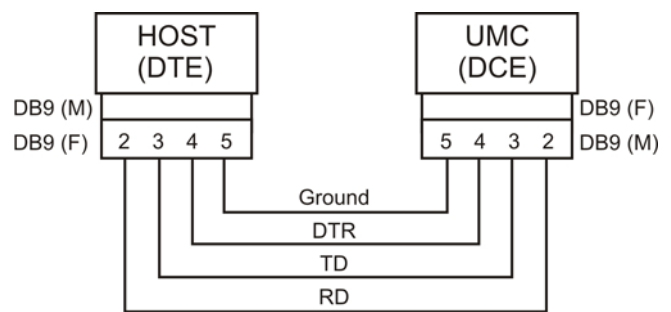 HOST
(DTE)
UMC
(DCE)
DB9 (M)
DB9 (F)
DB9 (F)
2 3 4 5
5 4 3 2
DB9 (M)
Ground
DTR
TD
RD